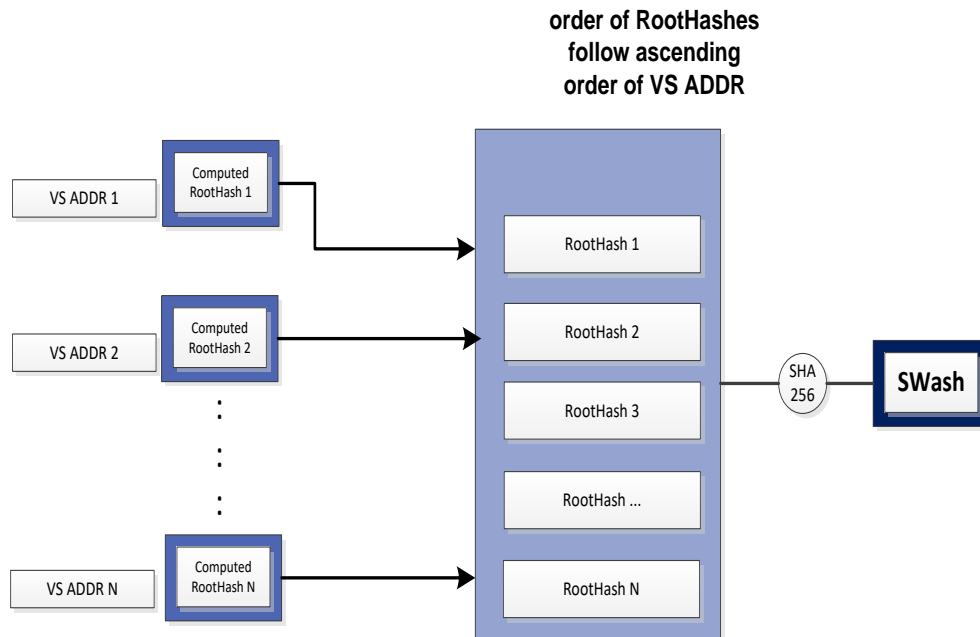 order of RootHashes
follow ascending
order of VS ADDR
VS ADDR 1
Computed
RootHash 1
RootHash 1
VS ADDR 2
Computed
RootHash 2
RootHash 2
RootHash 3
SHA
256
SWash
RootHash ...
VS ADDR N
Computed
RootHash N
RootHash N